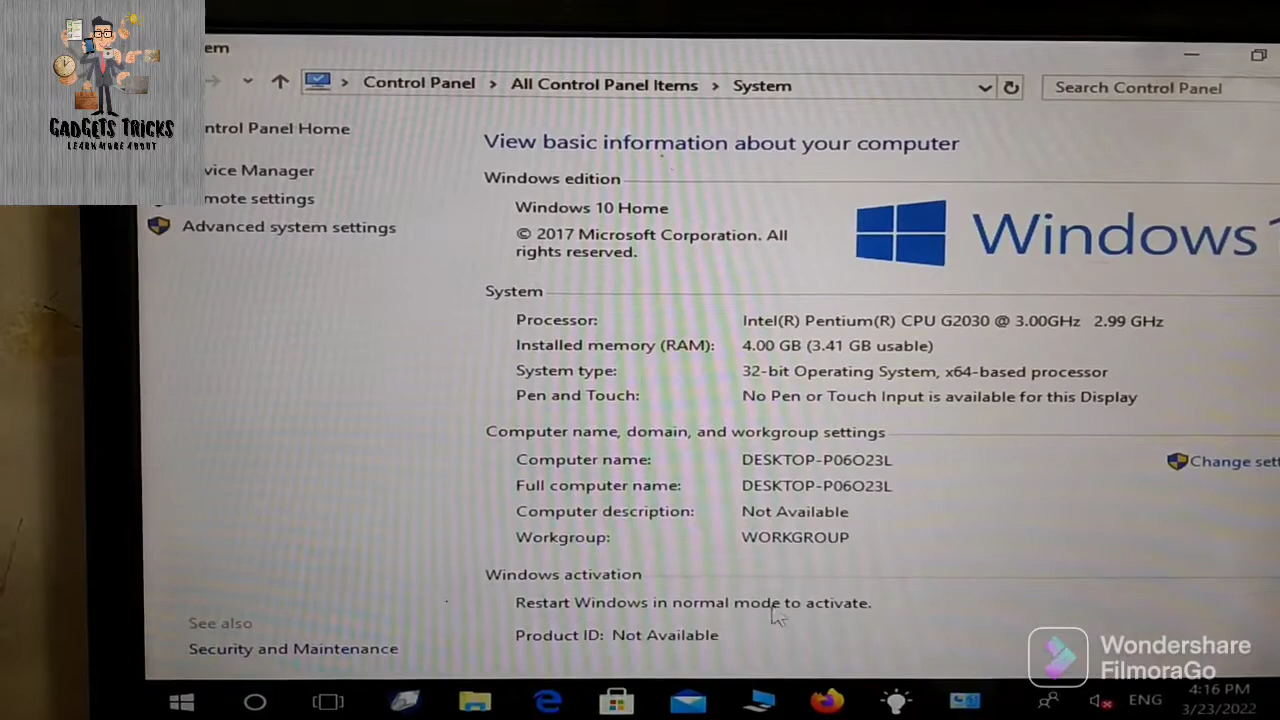 em
Control Panel > All Control Panel Items > System
Search Control Panel
GADGETS TRICKS
LEARN MORE ABOUT
ntrol Panel Home
vice Manager
mote settings
Advanced system settings
View basic information about your computer
Windows edition
Windows 10 Home
© 2017 Microsoft Corporation. All
rights reserved.
Windows 1
System
Processor: Intel(R) Pentium(R) CPU G2030 @ 3.00GHz 2.99 GHz
Installed memory (RAM): 4.00 GB (3.41 GB usable)
System type: 32-bit Operating System, x64-based processor
Pen and Touch: No Pen or Touch Input is available for this Display
Computer name, domain, and workgroup settings
Computer name: DESKTOP-P06O23L
Change sett
Full computer name: DESKTOP-P06O23L
Computer description: Not Available
Workgroup: WORKGROUP
Windows activation
Restart Windows in normal mode to activate.
Product ID: Not Available
See also
Security and Maintenance
Wondershare
FilmoraGo
ENG
4:16 PM
3/23/2022